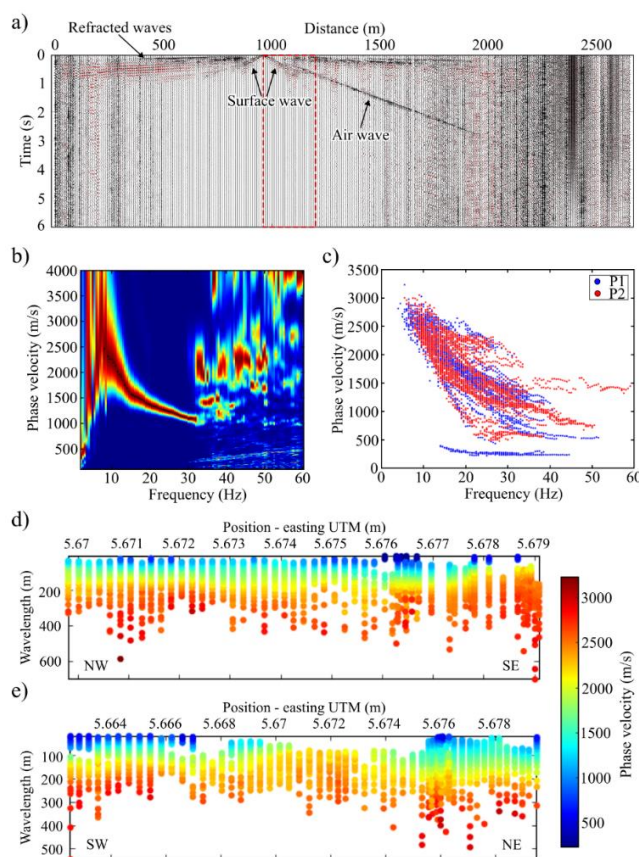 a)
Distance (m)
Refracted waves
0 500 1000 1500 2000 2500
0
1
2
3
4
5
6
Time (s)
Surface wave
Air wave
b)
4000
3500
3000
2500
2000
1500
1000
500
Phase velocity (m/s)
10 20 30 40 50 60
Frequency (Hz)
c)
3500
3000
2500
2000
1500
1000
500
0
Phase velocity (m/s)
P1
P2
0 10 20 30 40 50 60
Frequency (Hz)
d)
Position - easting UTM (m)
5.67 5.671 5.672 5.673 5.674 5.675 5.676 5.677 5.678 5.679
200
400
600
Wavelength (m)
NW
SE
e)
Position - easting UTM (m)
5.664 5.666 5.668 5.67 5.672 5.674 5.676 5.678
100
200
300
400
500
Wavelength (m)
SW
NE
3000
2500
2000
1500
1000
500
Phase velocity (m/s)